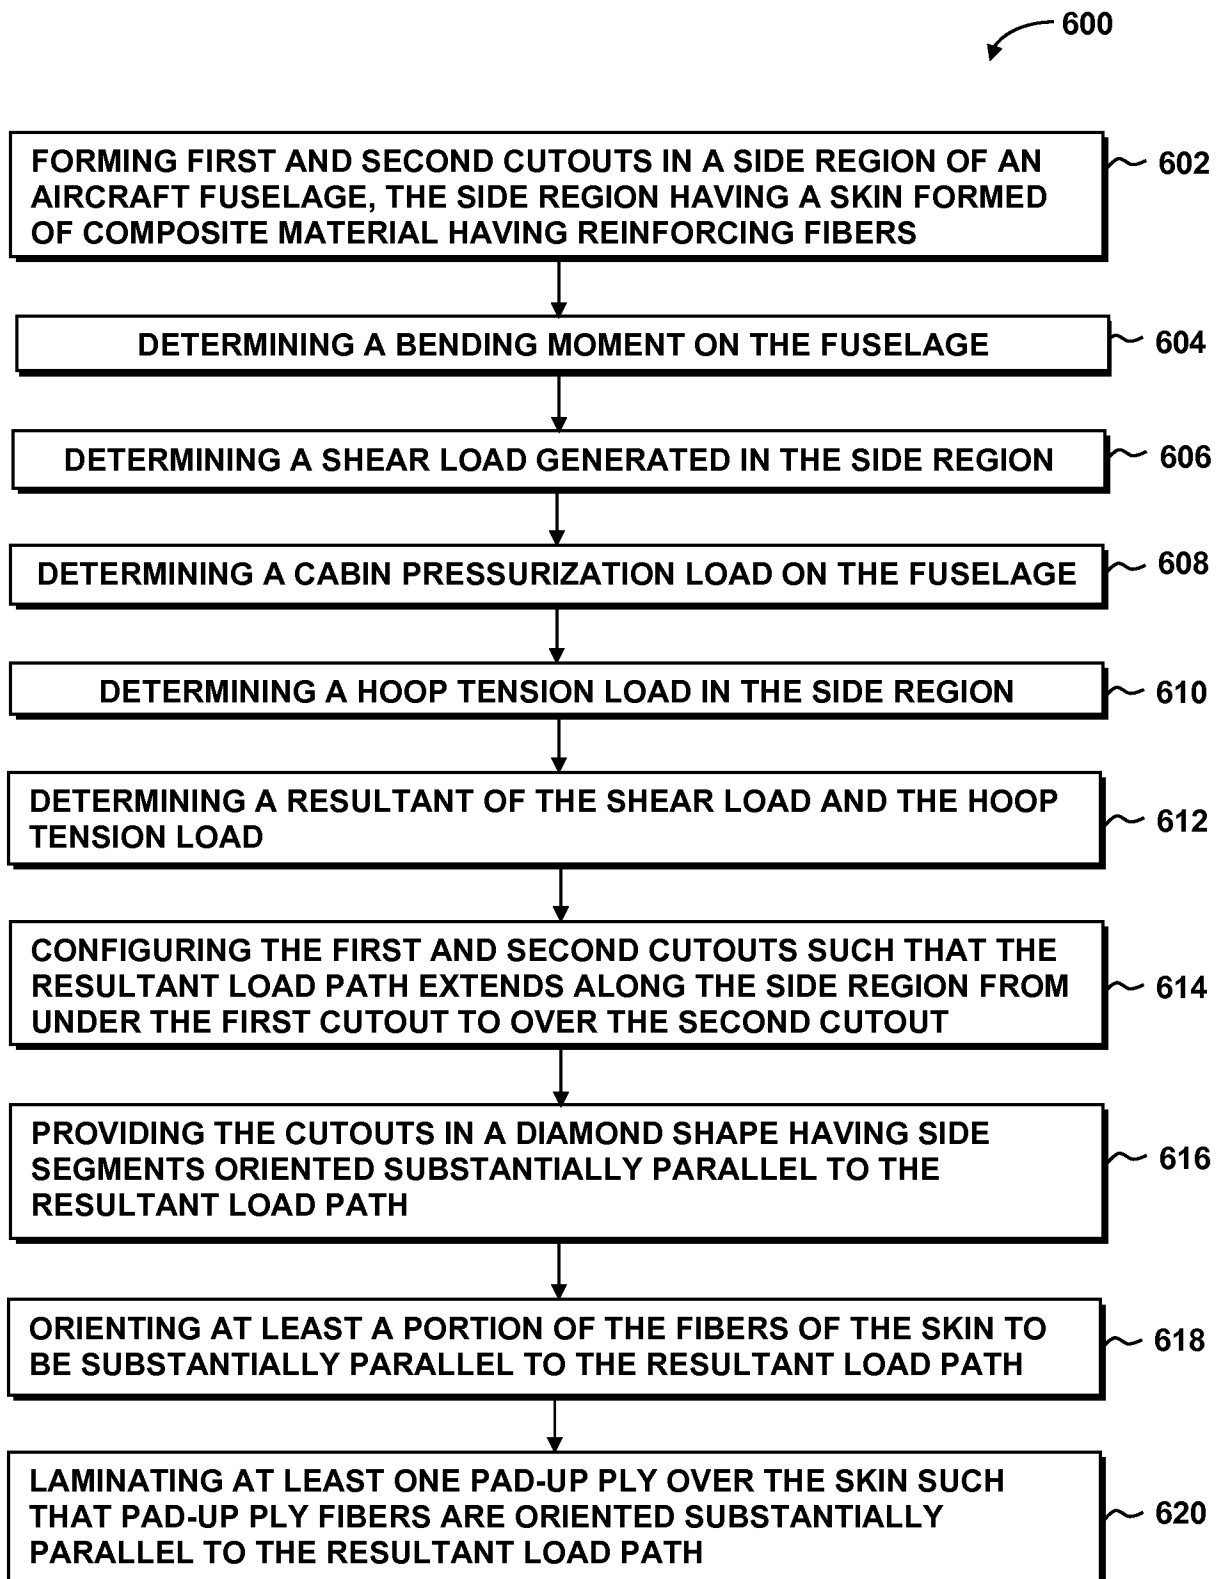 600
FORMING FIRST AND SECOND CUTOUTS IN A SIDE REGION OF AN
AIRCRAFT FUSELAGE, THE SIDE REGION HAVING A SKIN FORMED
OF COMPOSITE MATERIAL HAVING REINFORCING FIBERS
602
DETERMINING A BENDING MOMENT ON THE FUSELAGE
604
DETERMINING A SHEAR LOAD GENERATED IN THE SIDE REGION
606
DETERMINING A CABIN PRESSURIZATION LOAD ON THE FUSELAGE
608
DETERMINING A HOOP TENSION LOAD IN THE SIDE REGION
610
DETERMINING A RESULTANT OF THE SHEAR LOAD AND THE HOOP
TENSION LOAD
612
CONFIGURING THE FIRST AND SECOND CUTOUTS SUCH THAT THE
RESULTANT LOAD PATH EXTENDS ALONG THE SIDE REGION FROM
UNDER THE FIRST CUTOUT TO OVER THE SECOND CUTOUT
614
PROVIDING THE CUTOUTS IN A DIAMOND SHAPE HAVING SIDE
SEGMENTS ORIENTED SUBSTANTIALLY PARALLEL TO THE
RESULTANT LOAD PATH
616
ORIENTING AT LEAST A PORTION OF THE FIBERS OF THE SKIN TO
BE SUBSTANTIALLY PARALLEL TO THE RESULTANT LOAD PATH
618
LAMINATING AT LEAST ONE PAD-UP PLY OVER THE SKIN SUCH
THAT PAD-UP PLY FIBERS ARE ORIENTED SUBSTANTIALLY
PARALLEL TO THE RESULTANT LOAD PATH
620